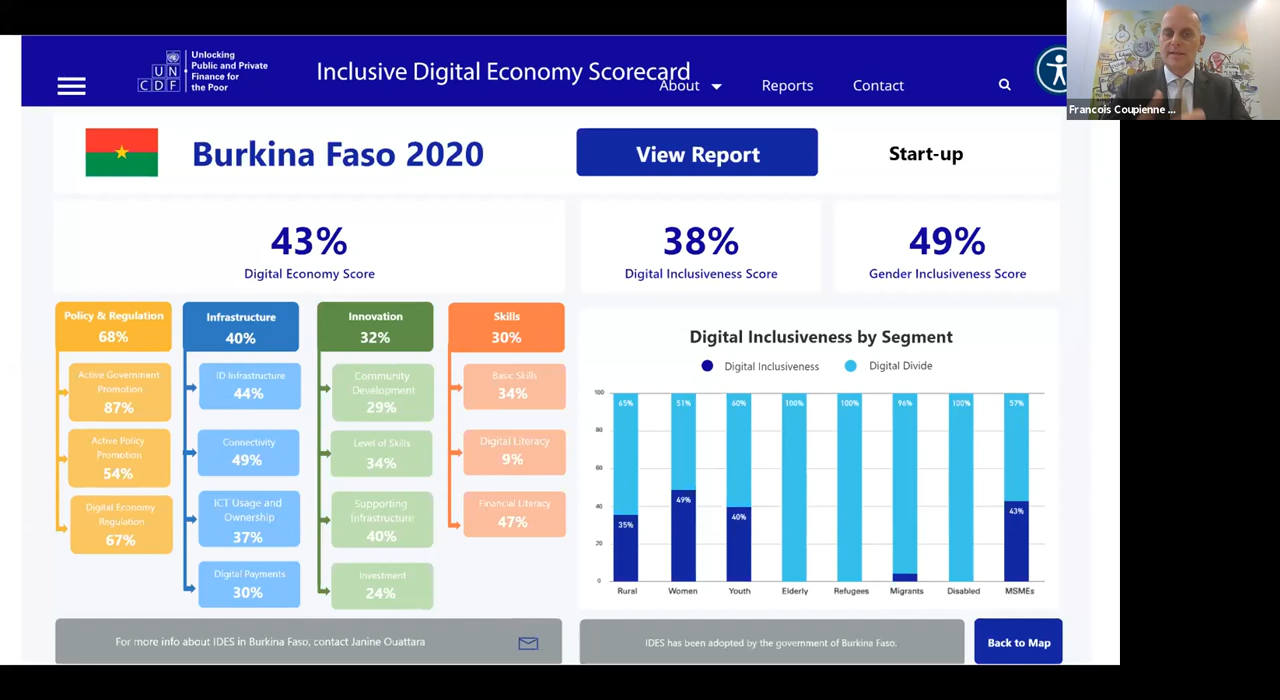 UN
CDF
Unlocking
Public and Private
Finance for
the Poor
Inclusive Digital Economy Scorecard
About
Reports
Contact
Francois Coupienne ...
Burkina Faso 2020
View Report
Start-up
43%
Digital Economy Score
38%
Digital Inclusiveness Score
49%
Gender Inclusiveness Score
Policy & Regulation
68%
Active Government
Promotion
87%
Active Policy
Promotion
54%
Digital Economy
Regulation
67%
Infrastructure
40%
ID Infrastructure
44%
Connectivity
49%
ICT Usage and
Ownership
37%
Digital Payments
30%
Innovation
32%
Community
Development
29%
Level of Skills
34%
Supporting
Infrastructure
40%
Investment
24%
Skills
30%
Basic Skills
34%
Digital Literacy
9%
Financial Literacy
47%
Digital Inclusiveness by Segment
Digital Inclusiveness
Digital Divide
100
80
60
40
20
0
65%
51%
60%
100%
100%
96%
100%
57%
35%
49%
40%
43%
Rural
Women
Youth
Elderly
Refugees
Migrants
Disabled
MSMEs
For more info about IDES in Burkina Faso, contact Janine Ouattara
IDES has been adopted by the government of Burkina Faso.
Back to Map